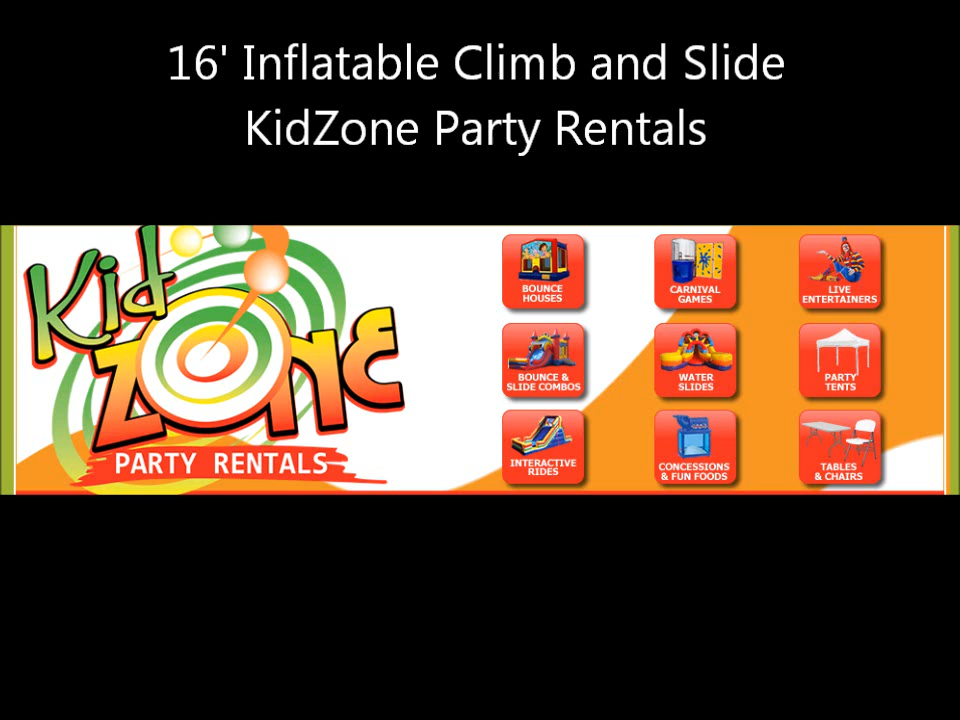 16' Inflatable Climb and Slide
KidZone Party Rentals
Kid
ZONE
PARTY RENTALS
BOUNCE
HOUSES
CARNIVAL
GAMES
LIVE
ENTERTAINERS
BOUNCE &
SLIDE COMBOS
WATER
SLIDES
PARTY
TENTS
INTERACTIVE
RIDES
CONCESSIONS
& FUN FOODS
TABLES
& CHAIRS